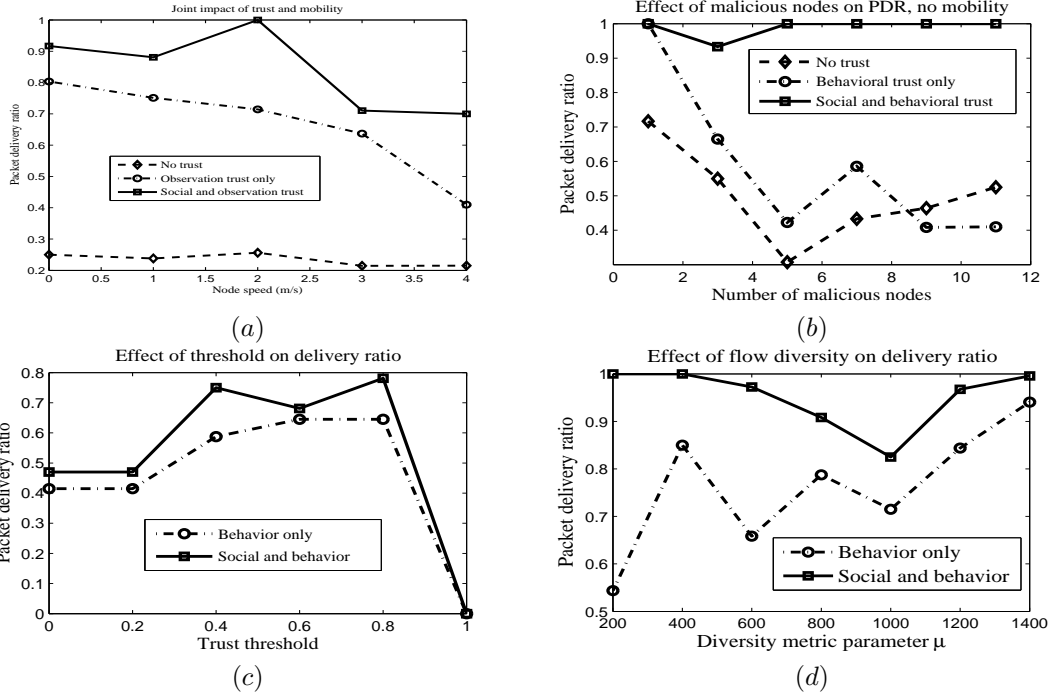 Joint impact of trust and mobility
1
0.9
0.8
0.7
0.6
0.5
0.4
0.3
0.2
Packet delivery ratio
No trust
Observation trust only
Social and observation trust
0 0.5 1 1.5 2 2.5 3 3.5 4
Node speed (m/s)
(a)
Effect of malicious nodes on PDR, no mobility
1
0.9
0.8
0.7
0.6
0.5
0.4
Packet delivery ratio
No trust
Behavioral trust only
Social and behavioral trust
0 2 4 6 8 10 12
Number of malicious nodes
(b)
Effect of threshold on delivery ratio
0.8
0.7
0.6
0.5
0.4
0.3
0.2
0.1
0
Packet delivery ratio
Behavior only
Social and behavior
0 0.2 0.4 0.6 0.8 1
Trust threshold
(c)
Effect of flow diversity on delivery ratio
1
0.9
0.8
0.7
0.6
0.5
Packet delivery ratio
Behavior only
Social and behavior
200 400 600 800 1000 1200 1400
Diversity metric parameter μ
(d)